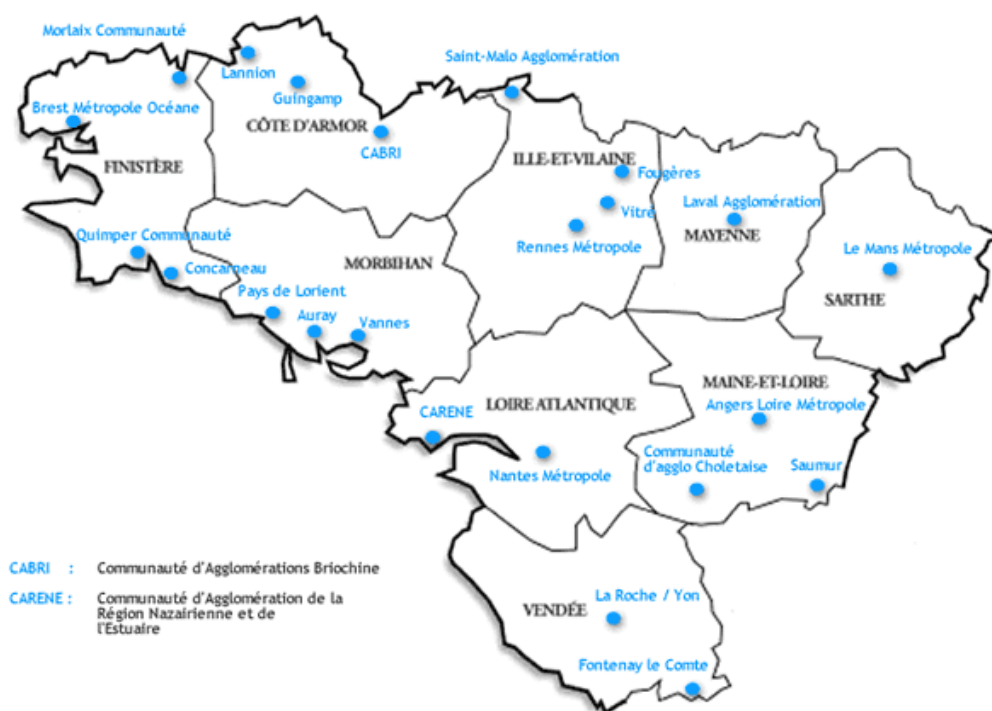 Morlaix Communauté
Saint-Malo Agglomération
Lannion
Guingamp
Brest Métropole Océane
CÔTE D'ARMOR
CABRI
FINISTÈRE
ILLE-ET-VILAINE
Fougères
Vitré
Laval Agglomération
MAYENNE
Quimper Communauté
Rennes Métropole
Le Mans Métropole
Concarneau
MORBIHAN
SARTHE
Pays de Lorient
Auray
Vannes
MAINE-ET-LOIRE
LOIRE ATLANTIQUE
Angers Loire Métropole
CARENE
Communauté
d'agglo Choletaise
Saumur
Nantes Métropole
CABRI : Communauté d'Agglomérations Briochine
CARENE : Communauté d'Agglomération de la
Région Nazairienne et de
l'Estuaire
La Roche / Yon
VENDÉE
Fontenay le Comte